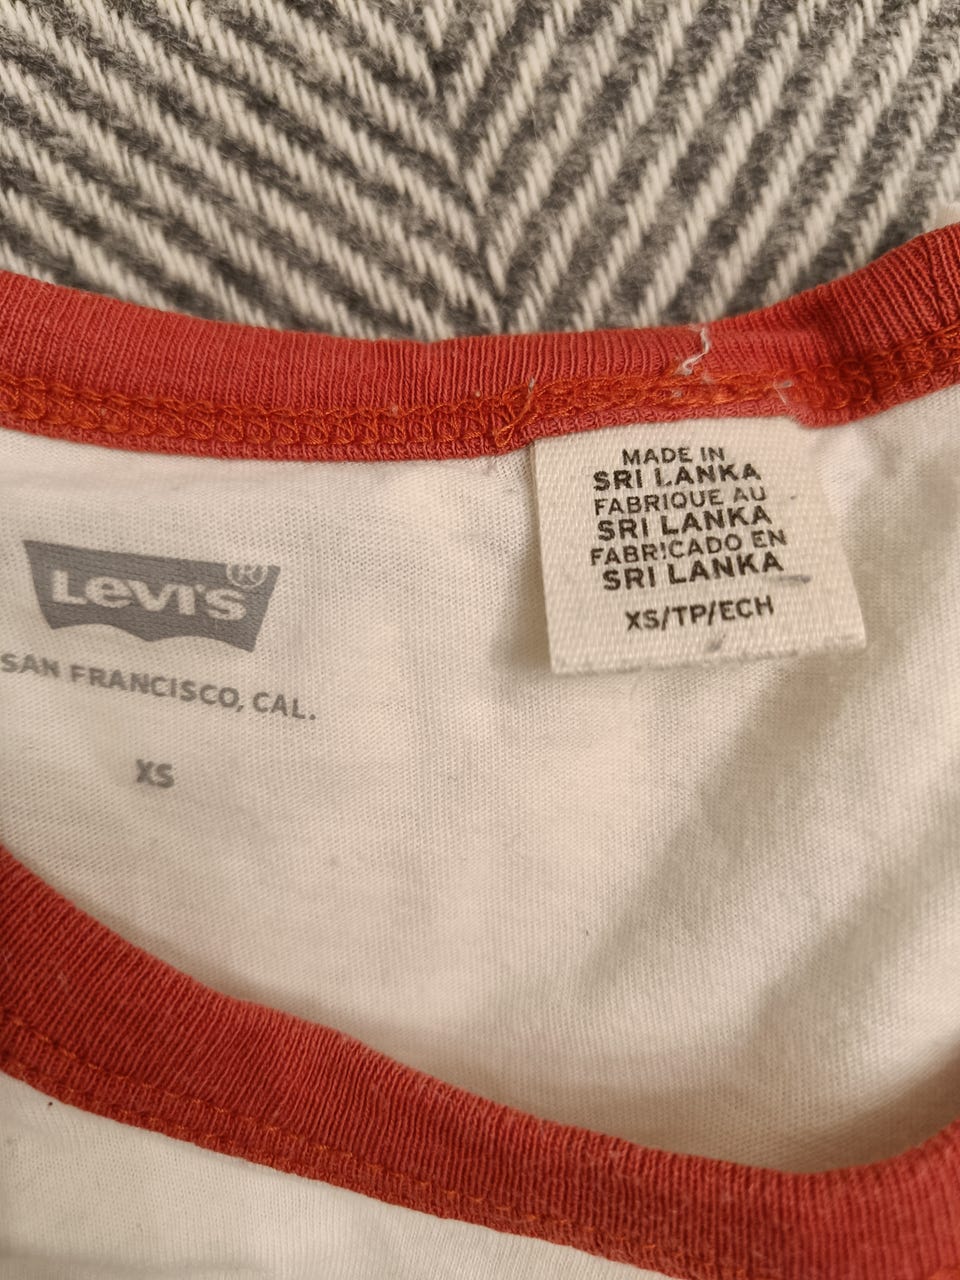 Levi's®
SAN FRANCISCO, CAL.
XS
MADE IN
SRI LANKA
FABRIQUE AU
SRI LANKA
FABRICADO EN
SRI LANKA
XS/TP/ECH